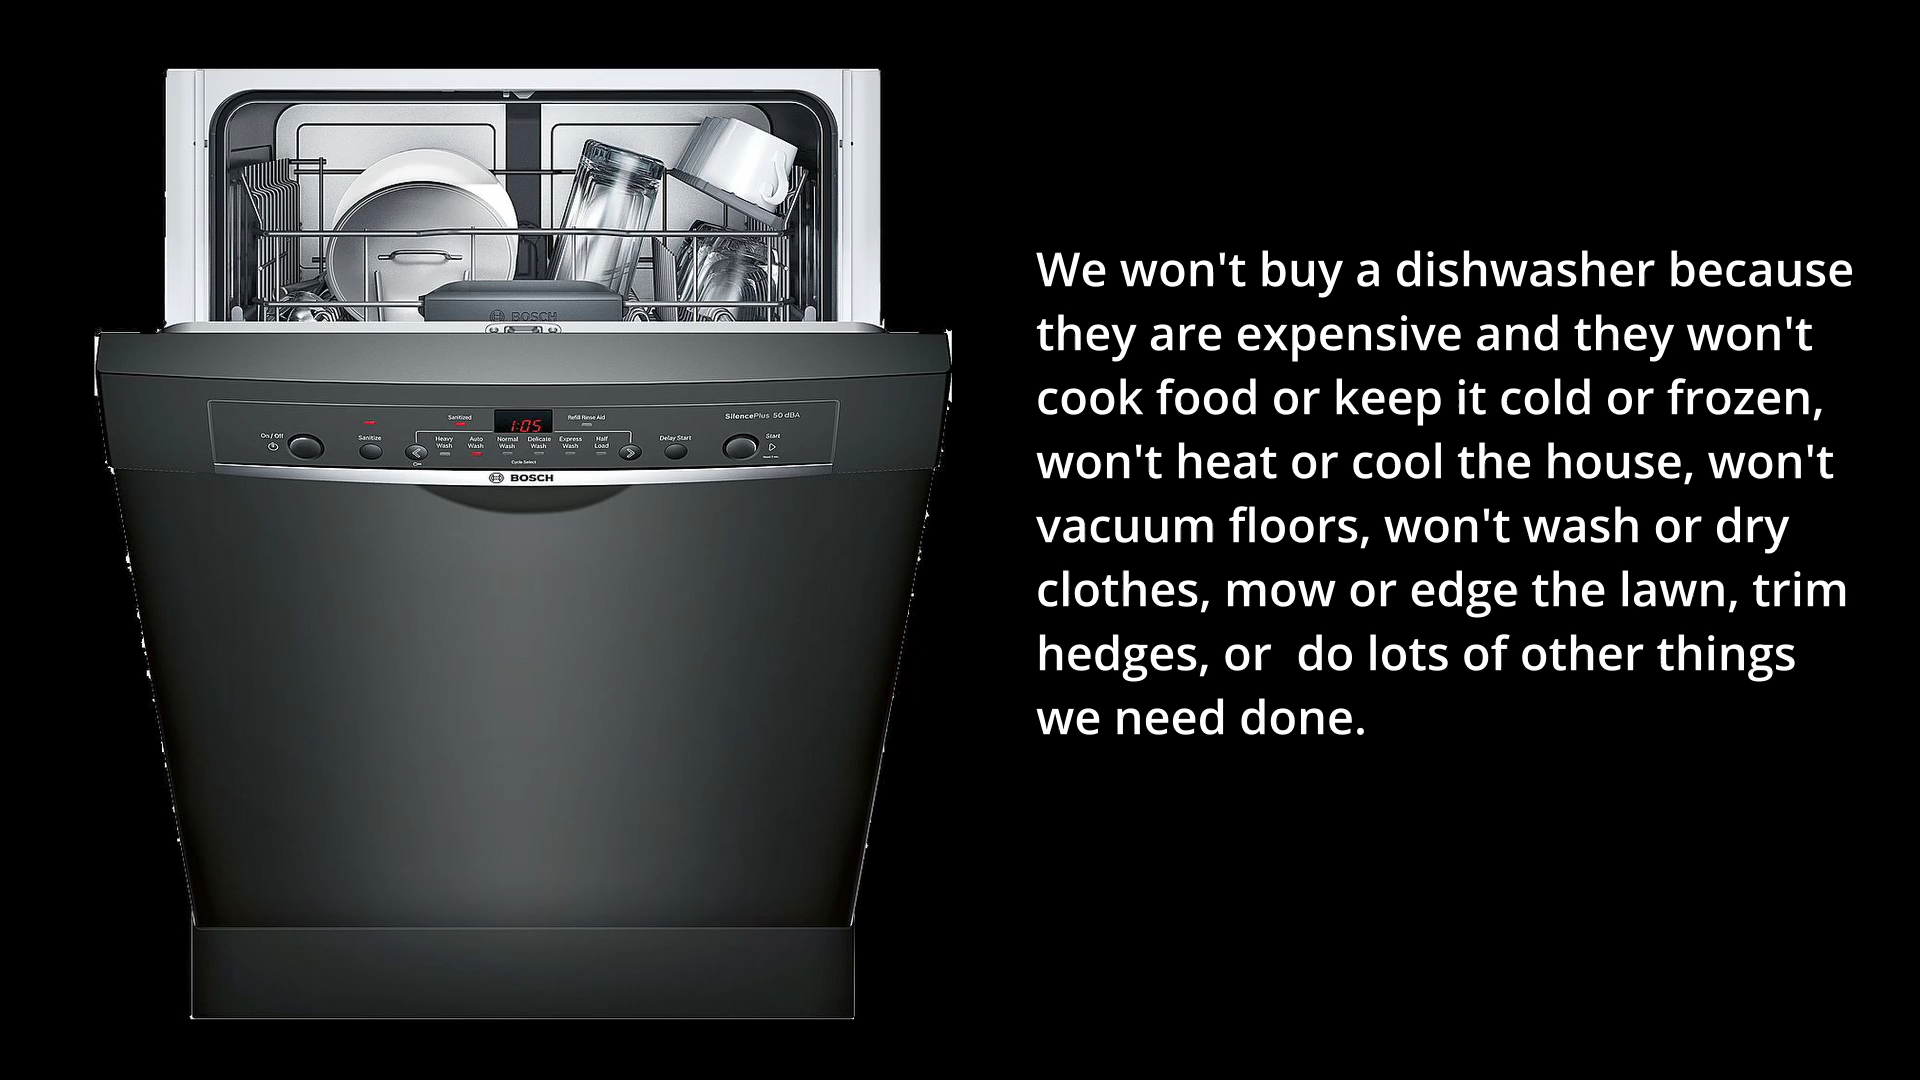 BOSCH
SilencePlus 50 dBA
Sanitized
Refill Rinse Aid
1:05
On / Off
Sanitize
Heavy Wash
Auto Wash
Normal Wash
Delicate Wash
Express Wash
Half Load
Delay Start
Start
Cycle Select
BOSCH
We won't buy a dishwasher because
they are expensive and they won't
cook food or keep it cold or frozen,
won't heat or cool the house, won't
vacuum floors, won't wash or dry
clothes, mow or edge the lawn, trim
hedges, or  do lots of other things
we need done.